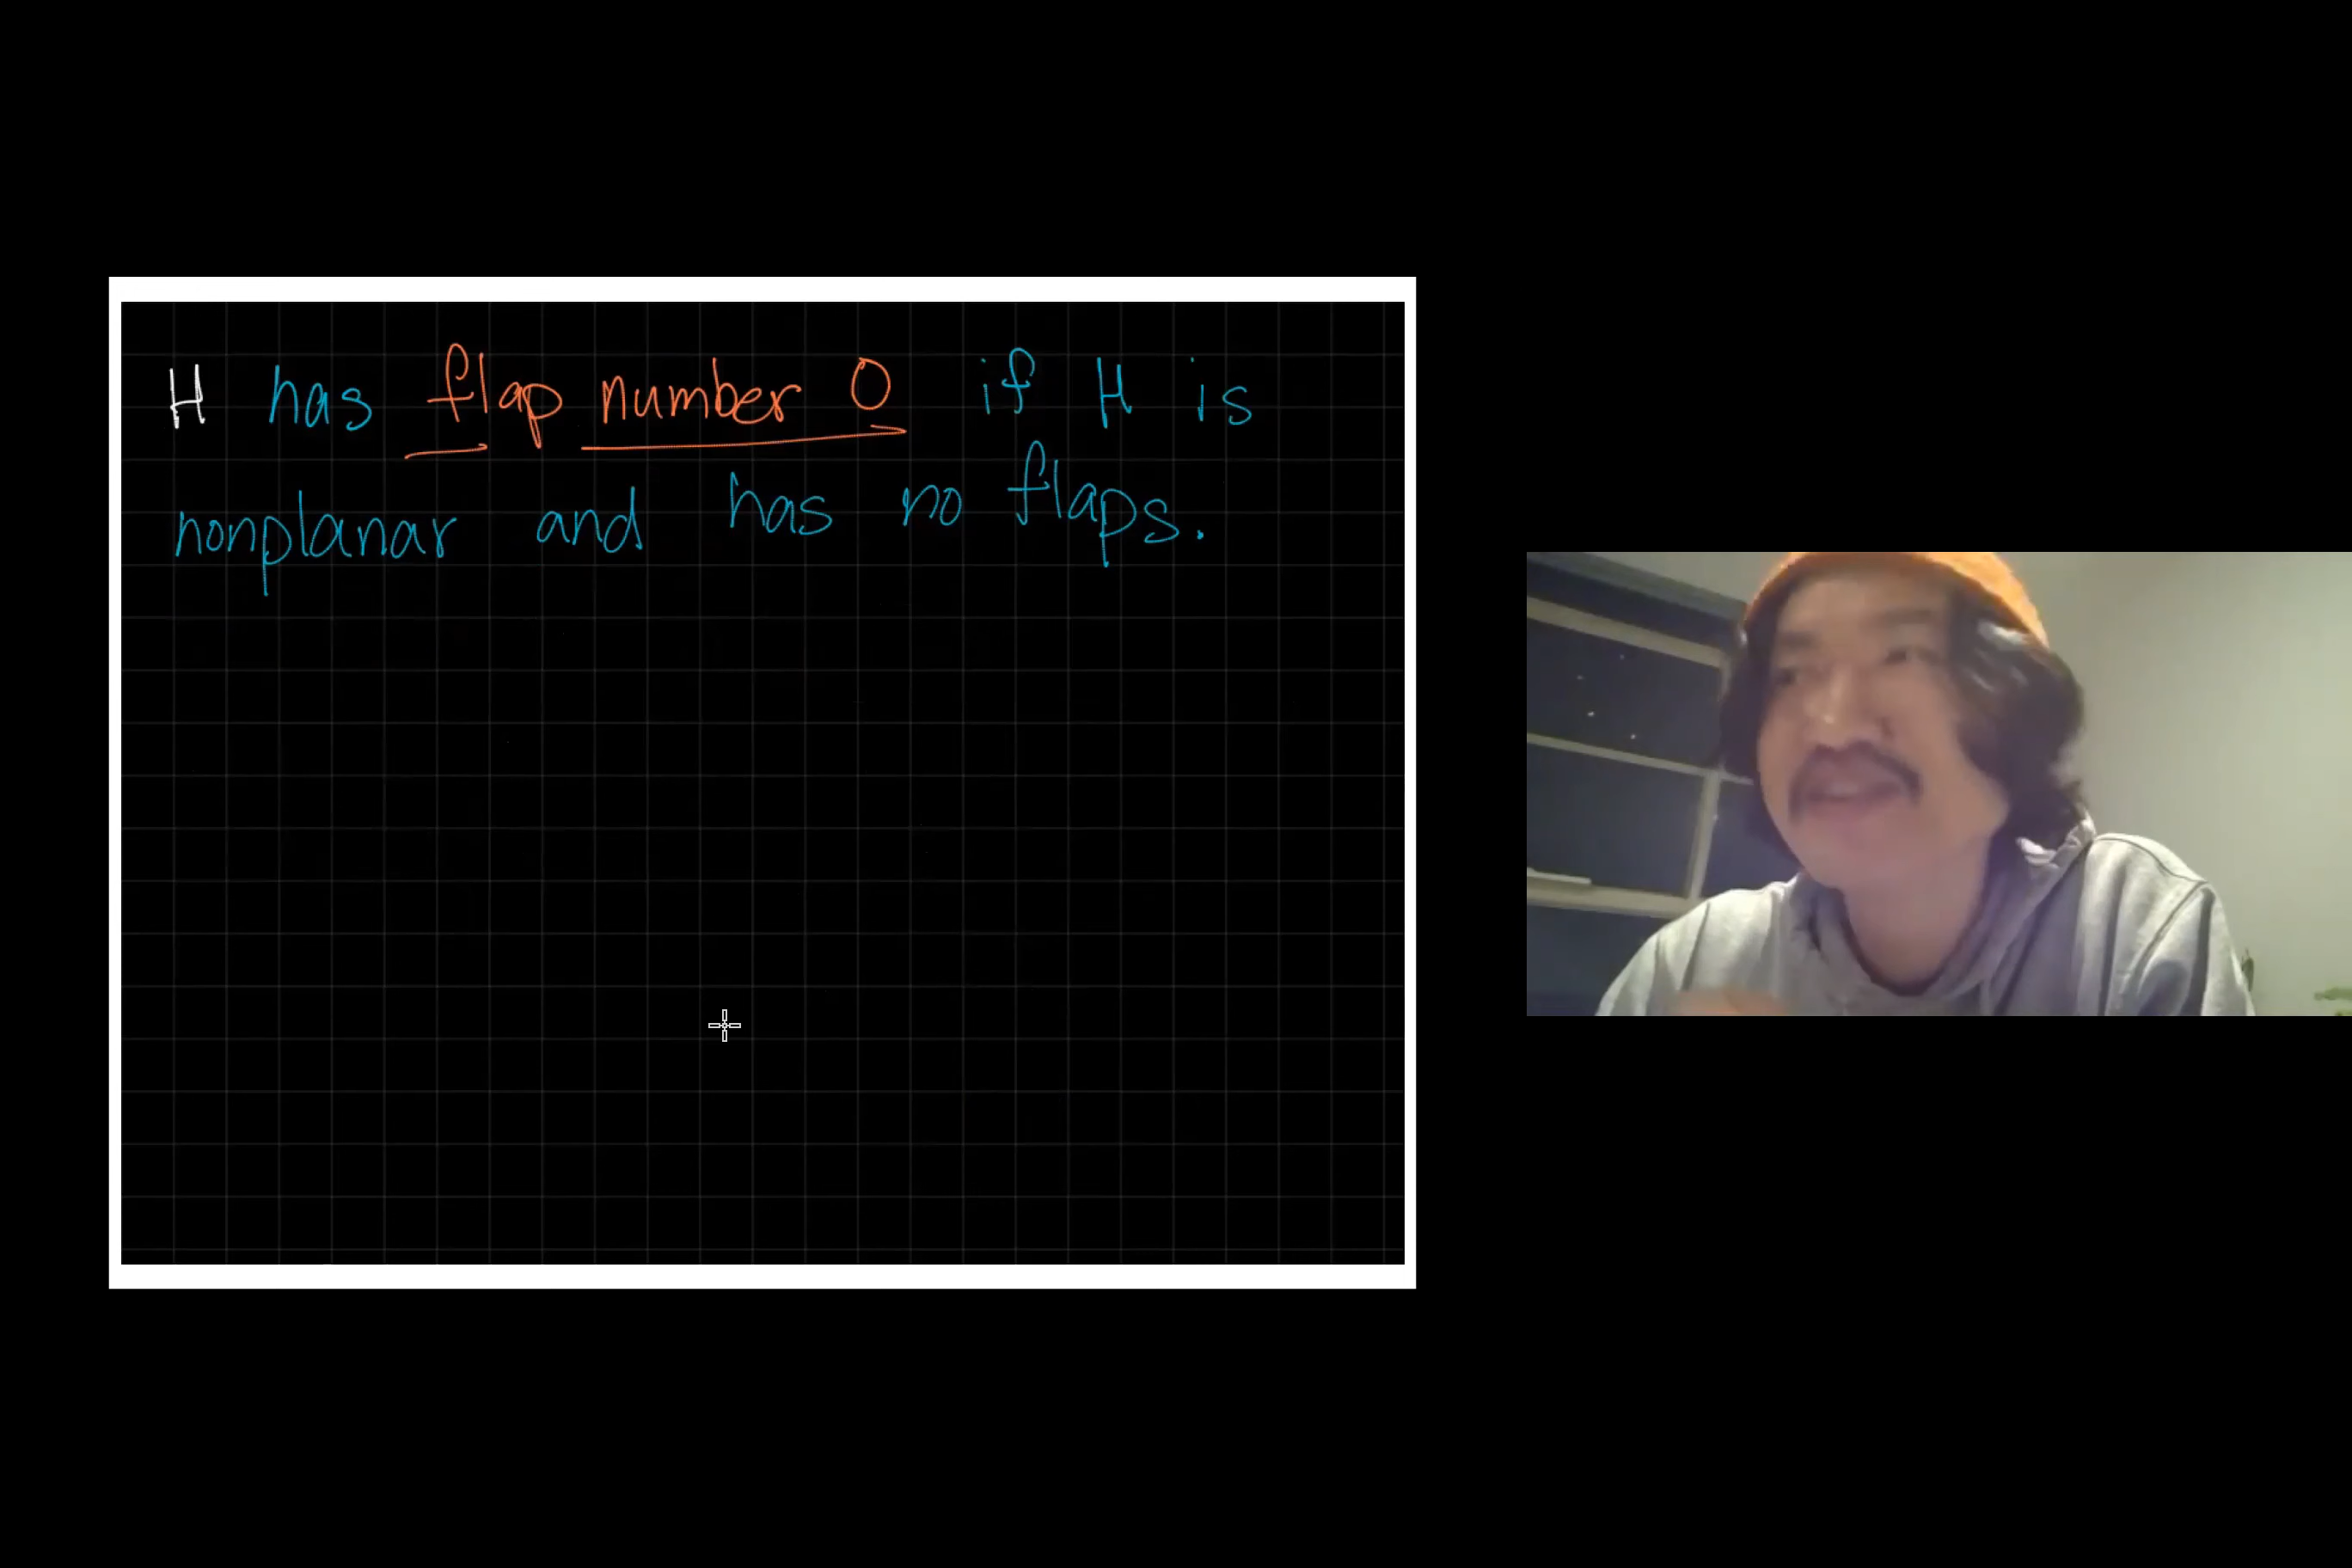 H has flap number 0 if H is
nonplanar and has no flaps.